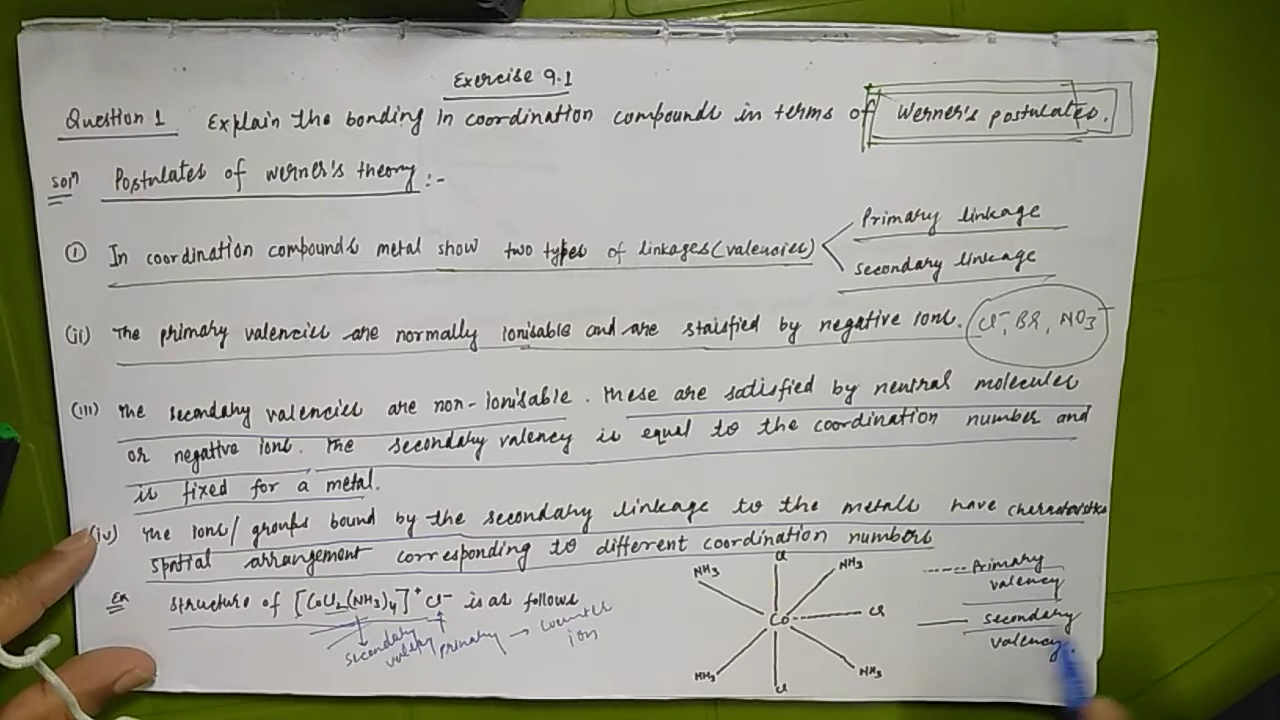 Exercise 9.1
Question 1 Explain the bonding in coordination compounds in terms of Werner's postulates.
Solⁿ Postulates of Werner's theory :-
(i) In coordination compounds metal show two types of linkages (valencies)
Primary linkage
Secondary linkage
(ii) The primary valencies are normally ionisable and are staisfied by negative ions. Cl⁻, Br, NO3⁻
(iii) The secondary valencies are non-ionisable. These are satisfied by neutral molecules
or negative ions. The secondary valency is equal to the coordination number and
is fixed for a metal.
(iv) The ions/groups bound by the secondary linkage to the metals have characteristics
spatial arrangement corresponding to different coordination numbers
Ex Structure of [CoCl2(NH3)4]⁺ Cl⁻ is as follows
secondary valency
primary → counter ion
Cl
NH3 NH3
Co Cl
NH3 NH3
Cl
------ Primary
valency
—— secondary
valency.